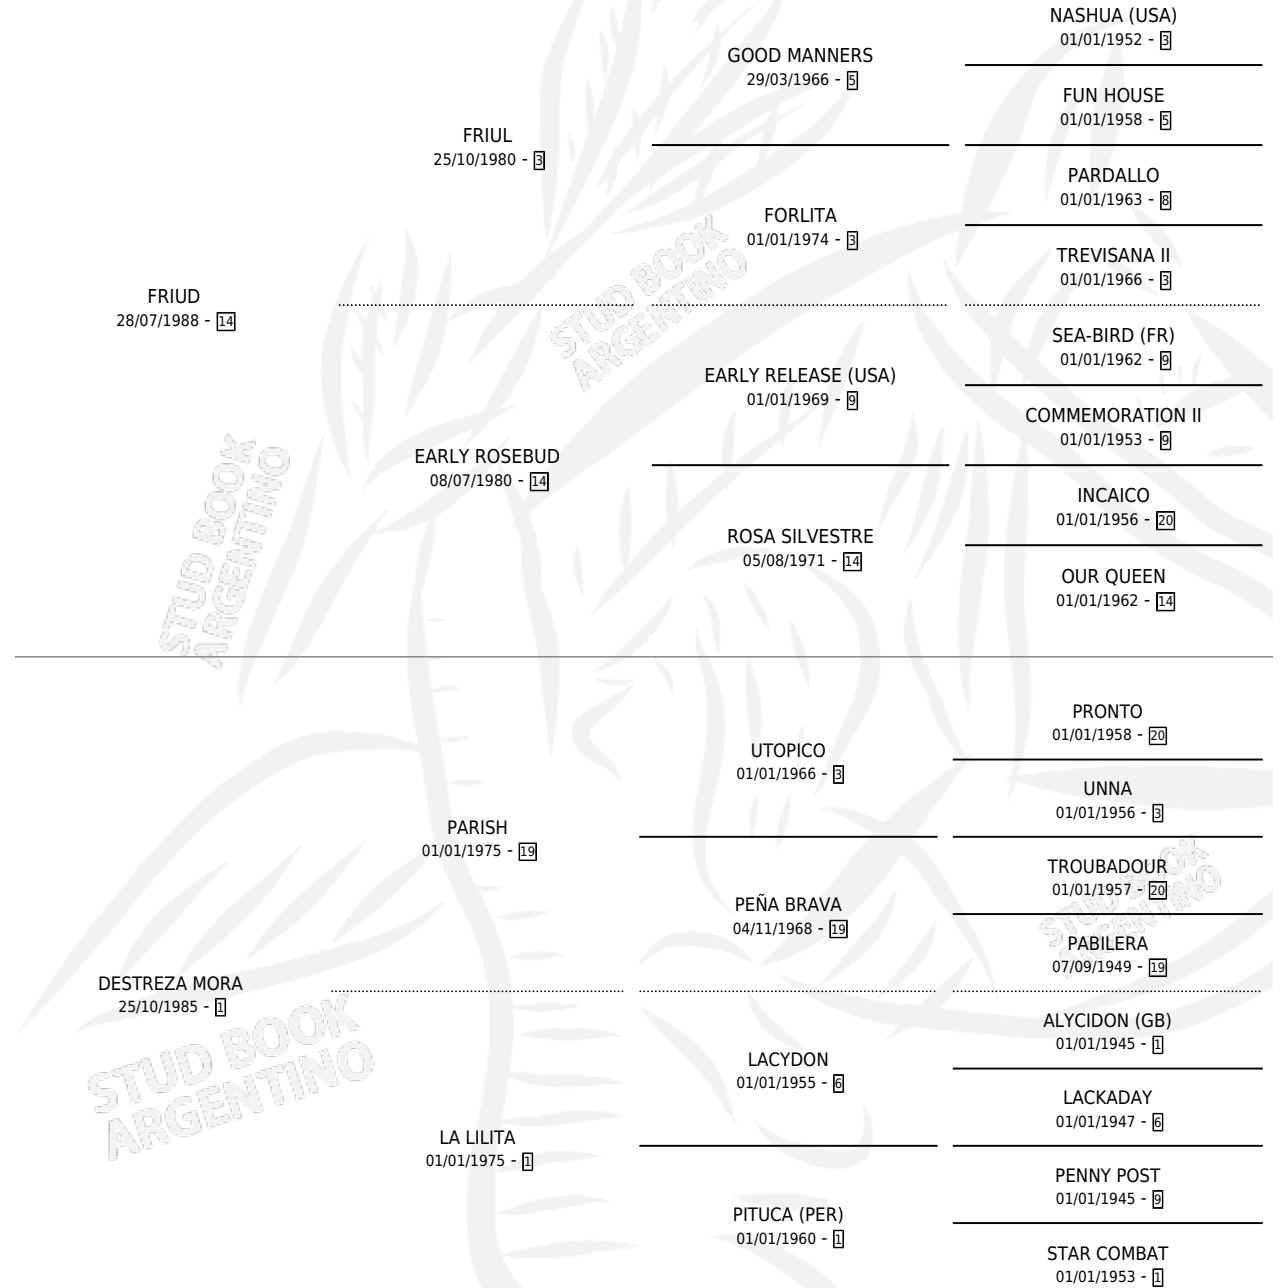 NASHUA (USA)
01/01/1952 - 3
GOOD MANNERS
29/03/1966 - 5
FUN HOUSE
01/01/1958 - 5
FRIUL
25/10/1980 - 3
PARDALLO
01/01/1963 - 8
FORLITA
01/01/1974 - 3
TREVISANA II
01/01/1966 - 3
FRIUD
28/07/1988 - 14
SEA-BIRD (FR)
01/01/1962 - 9
EARLY RELEASE (USA)
01/01/1969 - 9
COMMEMORATION II
01/01/1953 - 9
EARLY ROSEBUD
08/07/1980 - 14
INCAICO
01/01/1956 - 20
ROSA SILVESTRE
05/08/1971 - 14
OUR QUEEN
01/01/1962 - 14
PRONTO
01/01/1958 - 20
UTOPICO
01/01/1966 - 3
UNNA
01/01/1956 - 3
PARISH
01/01/1975 - 19
TROUBADOUR
01/01/1957 - 20
PEÑA BRAVA
04/11/1968 - 19
PABILERA
07/09/1949 - 19
DESTREZA MORA
25/10/1985 - 1
ALYCIDON (GB)
01/01/1945 - 1
LACYDON
01/01/1955 - 6
LACKADAY
01/01/1947 - 6
LA LILITA
01/01/1975 - 1
PENNY POST
01/01/1945 - 9
PITUCA (PER)
01/01/1960 - 1
STAR COMBAT
01/01/1953 - 1
STUD BOOK
ARGENTINO
STUD BOOK
ARGENTINO
STUD BOOK
ARGENTINO
STUD BOOK
ARGENTINO